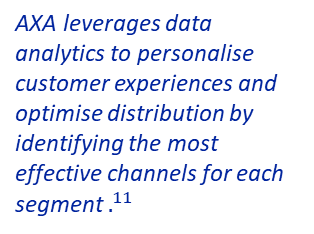 AXA leverages data
analytics to personalise
customer experiences and
optimise distribution by
identifying the most
effective channels for each
segment .¹¹